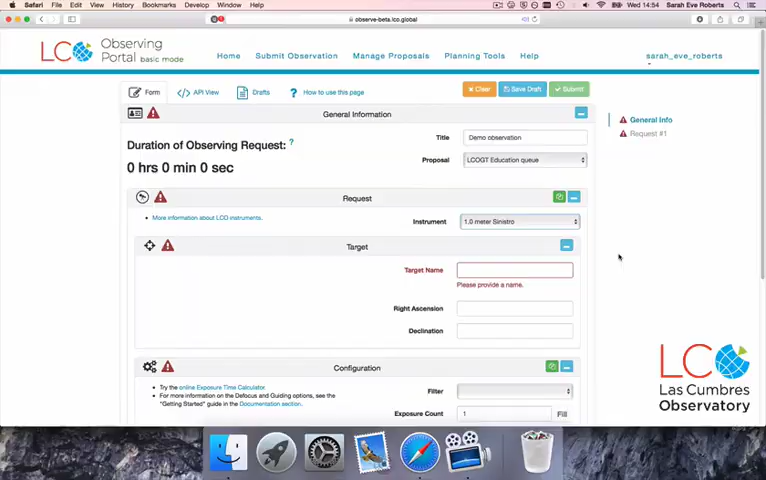 Safari File Edit View History Bookmarks Develop Window Help Wed 14:54 Sarah Eve Roberts
observe-beta.lco.global
LCO Observing Portal basic mode
Home Submit Observation Manage Proposals Planning Tools Help sarah_eve_roberts
Form API View Drafts ? How to use this page Clear Save Draft Submit
General Information
General Info
Request #1
Duration of Observing Request: ?
0 hrs 0 min 0 sec
Title Demo observation
Proposal LCOGT Education queue
Request
More information about LCO instruments.
Instrument 1.0 meter Sinistro
Target
Target Name
Please provide a name.
Right Ascension
Declination
Configuration
Try the online Exposure Time Calculator.
For more information on the Defocus and Guiding options, see the
"Getting Started" guide in the Documentation section.
Filter
Exposure Count 1 Fill
LCO
Las Cumbres
Observatory